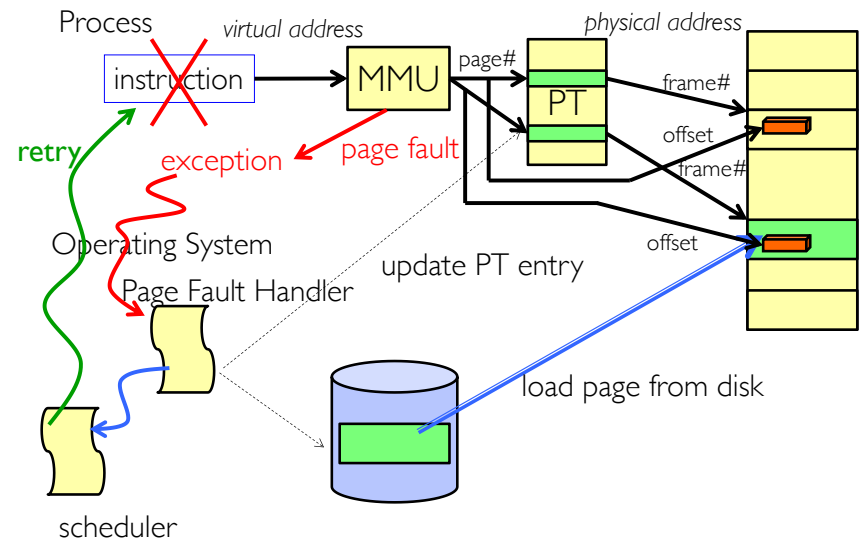 Process
virtual address
physical address
instruction
MMU
page#
PT
frame#
offset
retry
exception
page fault
frame#
Operating System
offset
update PT entry
Page Fault Handler
load page from disk
scheduler